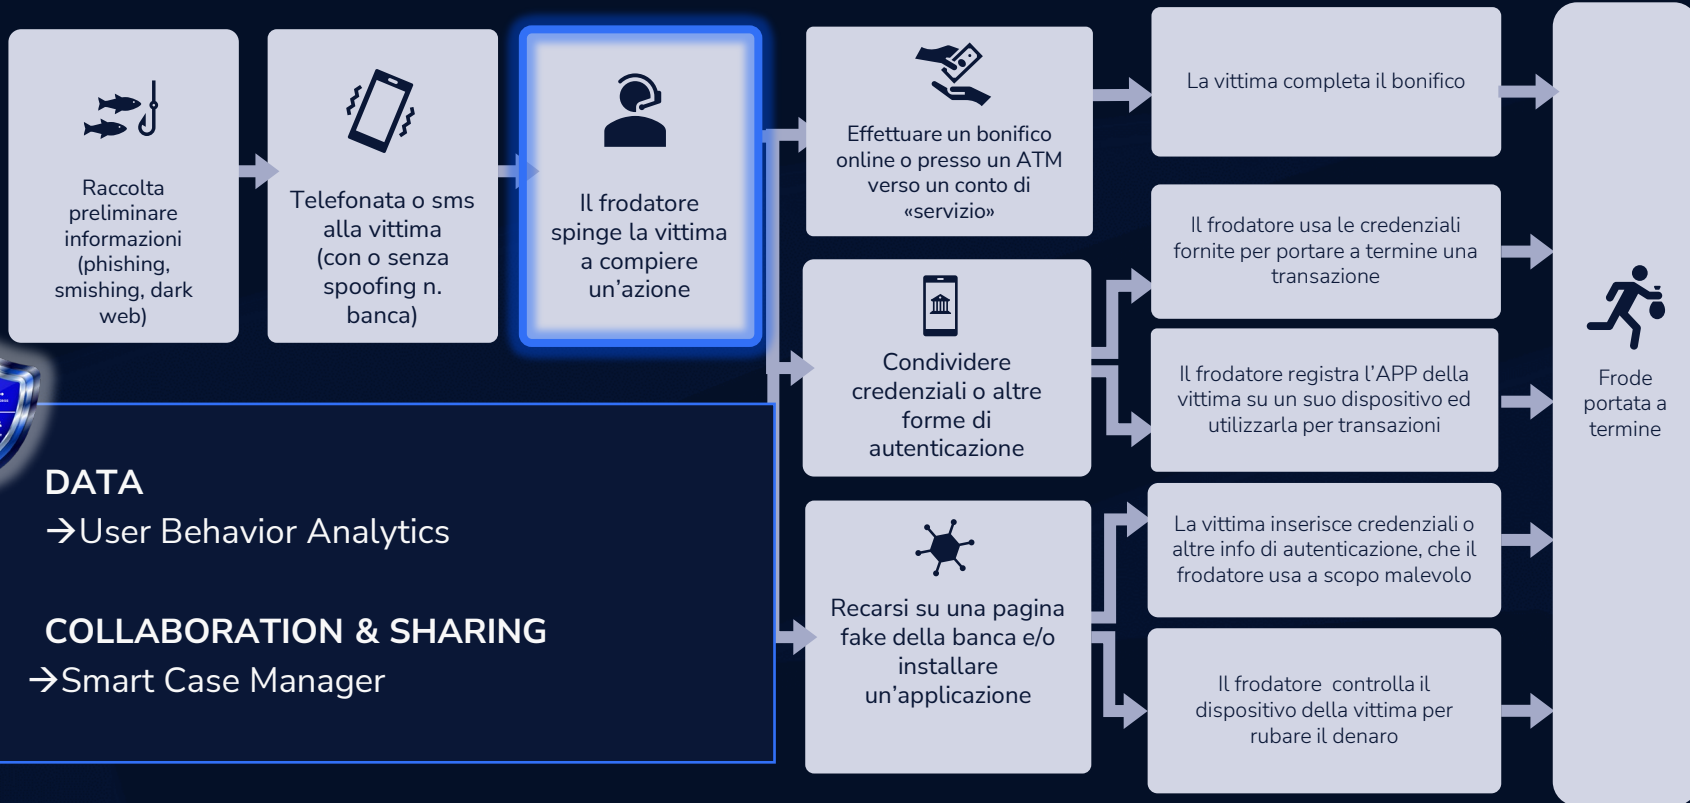 Raccolta
preliminare
informazioni
(phishing,
smishing, dark
web)
Telefonata o sms
alla vittima
(con o senza
spoofing n.
banca)
Il frodatore
spinge la vittima
a compiere
un’azione
Effettuare un bonifico
online o presso un ATM
verso un conto di
«servizio»
La vittima completa il bonifico
Condividere
credenziali o altre
forme di
autenticazione
Il frodatore usa le credenziali
fornite per portare a termine una
transazione
Il frodatore registra l’APP della
vittima su un suo dispositivo ed
utilizzarla per transazioni
Recarsi su una pagina
fake della banca e/o
installare
un’applicazione
La vittima inserisce credenziali o
altre info di autenticazione, che il
frodatore usa a scopo malevolo
Il frodatore  controlla il
dispositivo della vittima per
rubare il denaro
Frode
portata a
termine
DATA
→User Behavior Analytics
COLLABORATION & SHARING
→Smart Case Manager